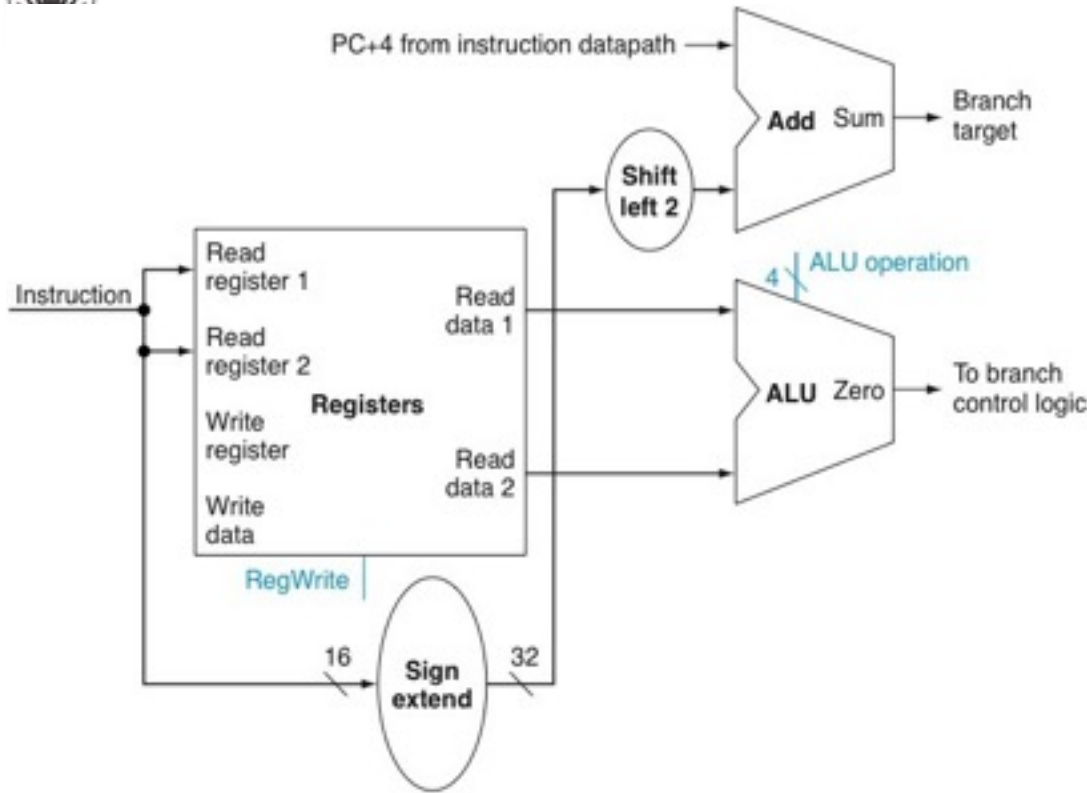 PC+4 from instruction datapath
Add Sum
Branch
target
Shift
left 2
Instruction
Read
register 1
Read
register 2
Write
register
Write
data
Registers
Read
data 1
Read
data 2
4
ALU operation
ALU Zero
To branch
control logic
RegWrite
16
Sign
extend
32